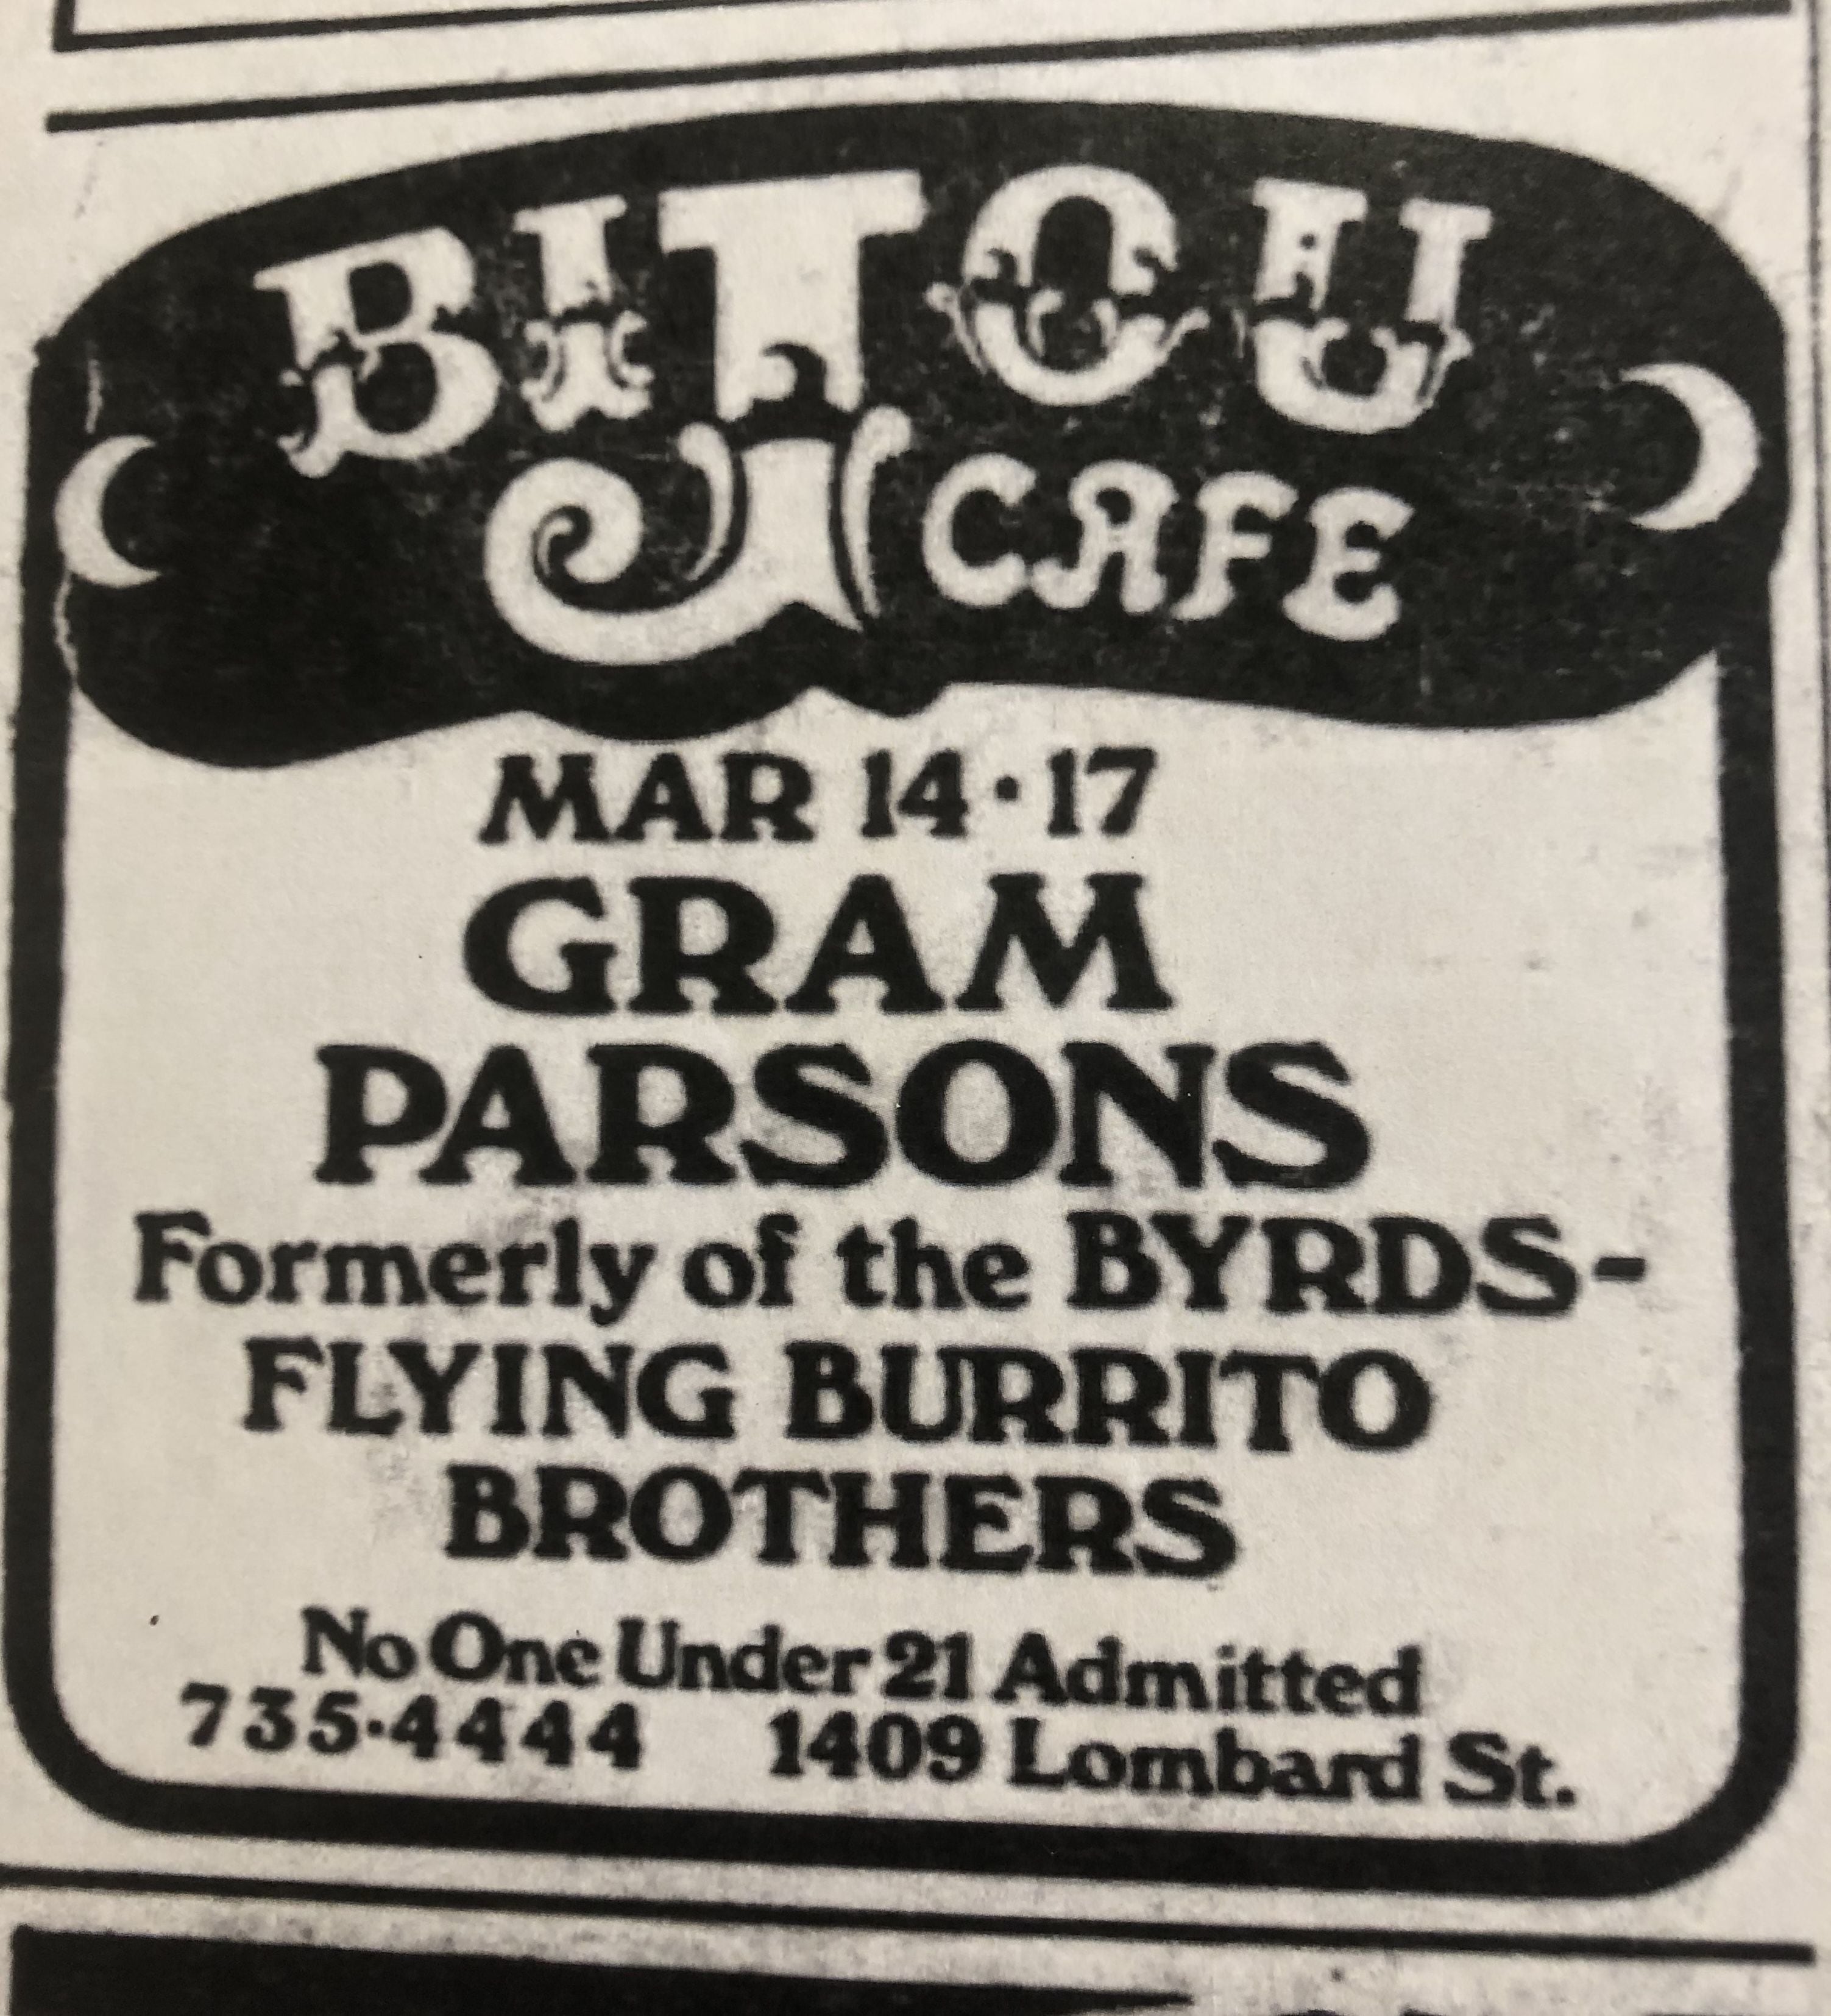 BIJOU
CAFE
MAR 14·17
GRAM
PARSONS
Formerly of the BYRDS-
FLYING BURRITO
BROTHERS
No One Under 21 Admitted
735·4444 1409 Lombard St.